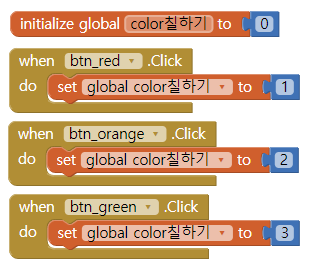 initialize global color칠하기 to 0
when btn_red .Click
do set global color칠하기 to 1
when btn_orange .Click
do set global color칠하기 to 2
when btn_green .Click
do set global color칠하기 to 3